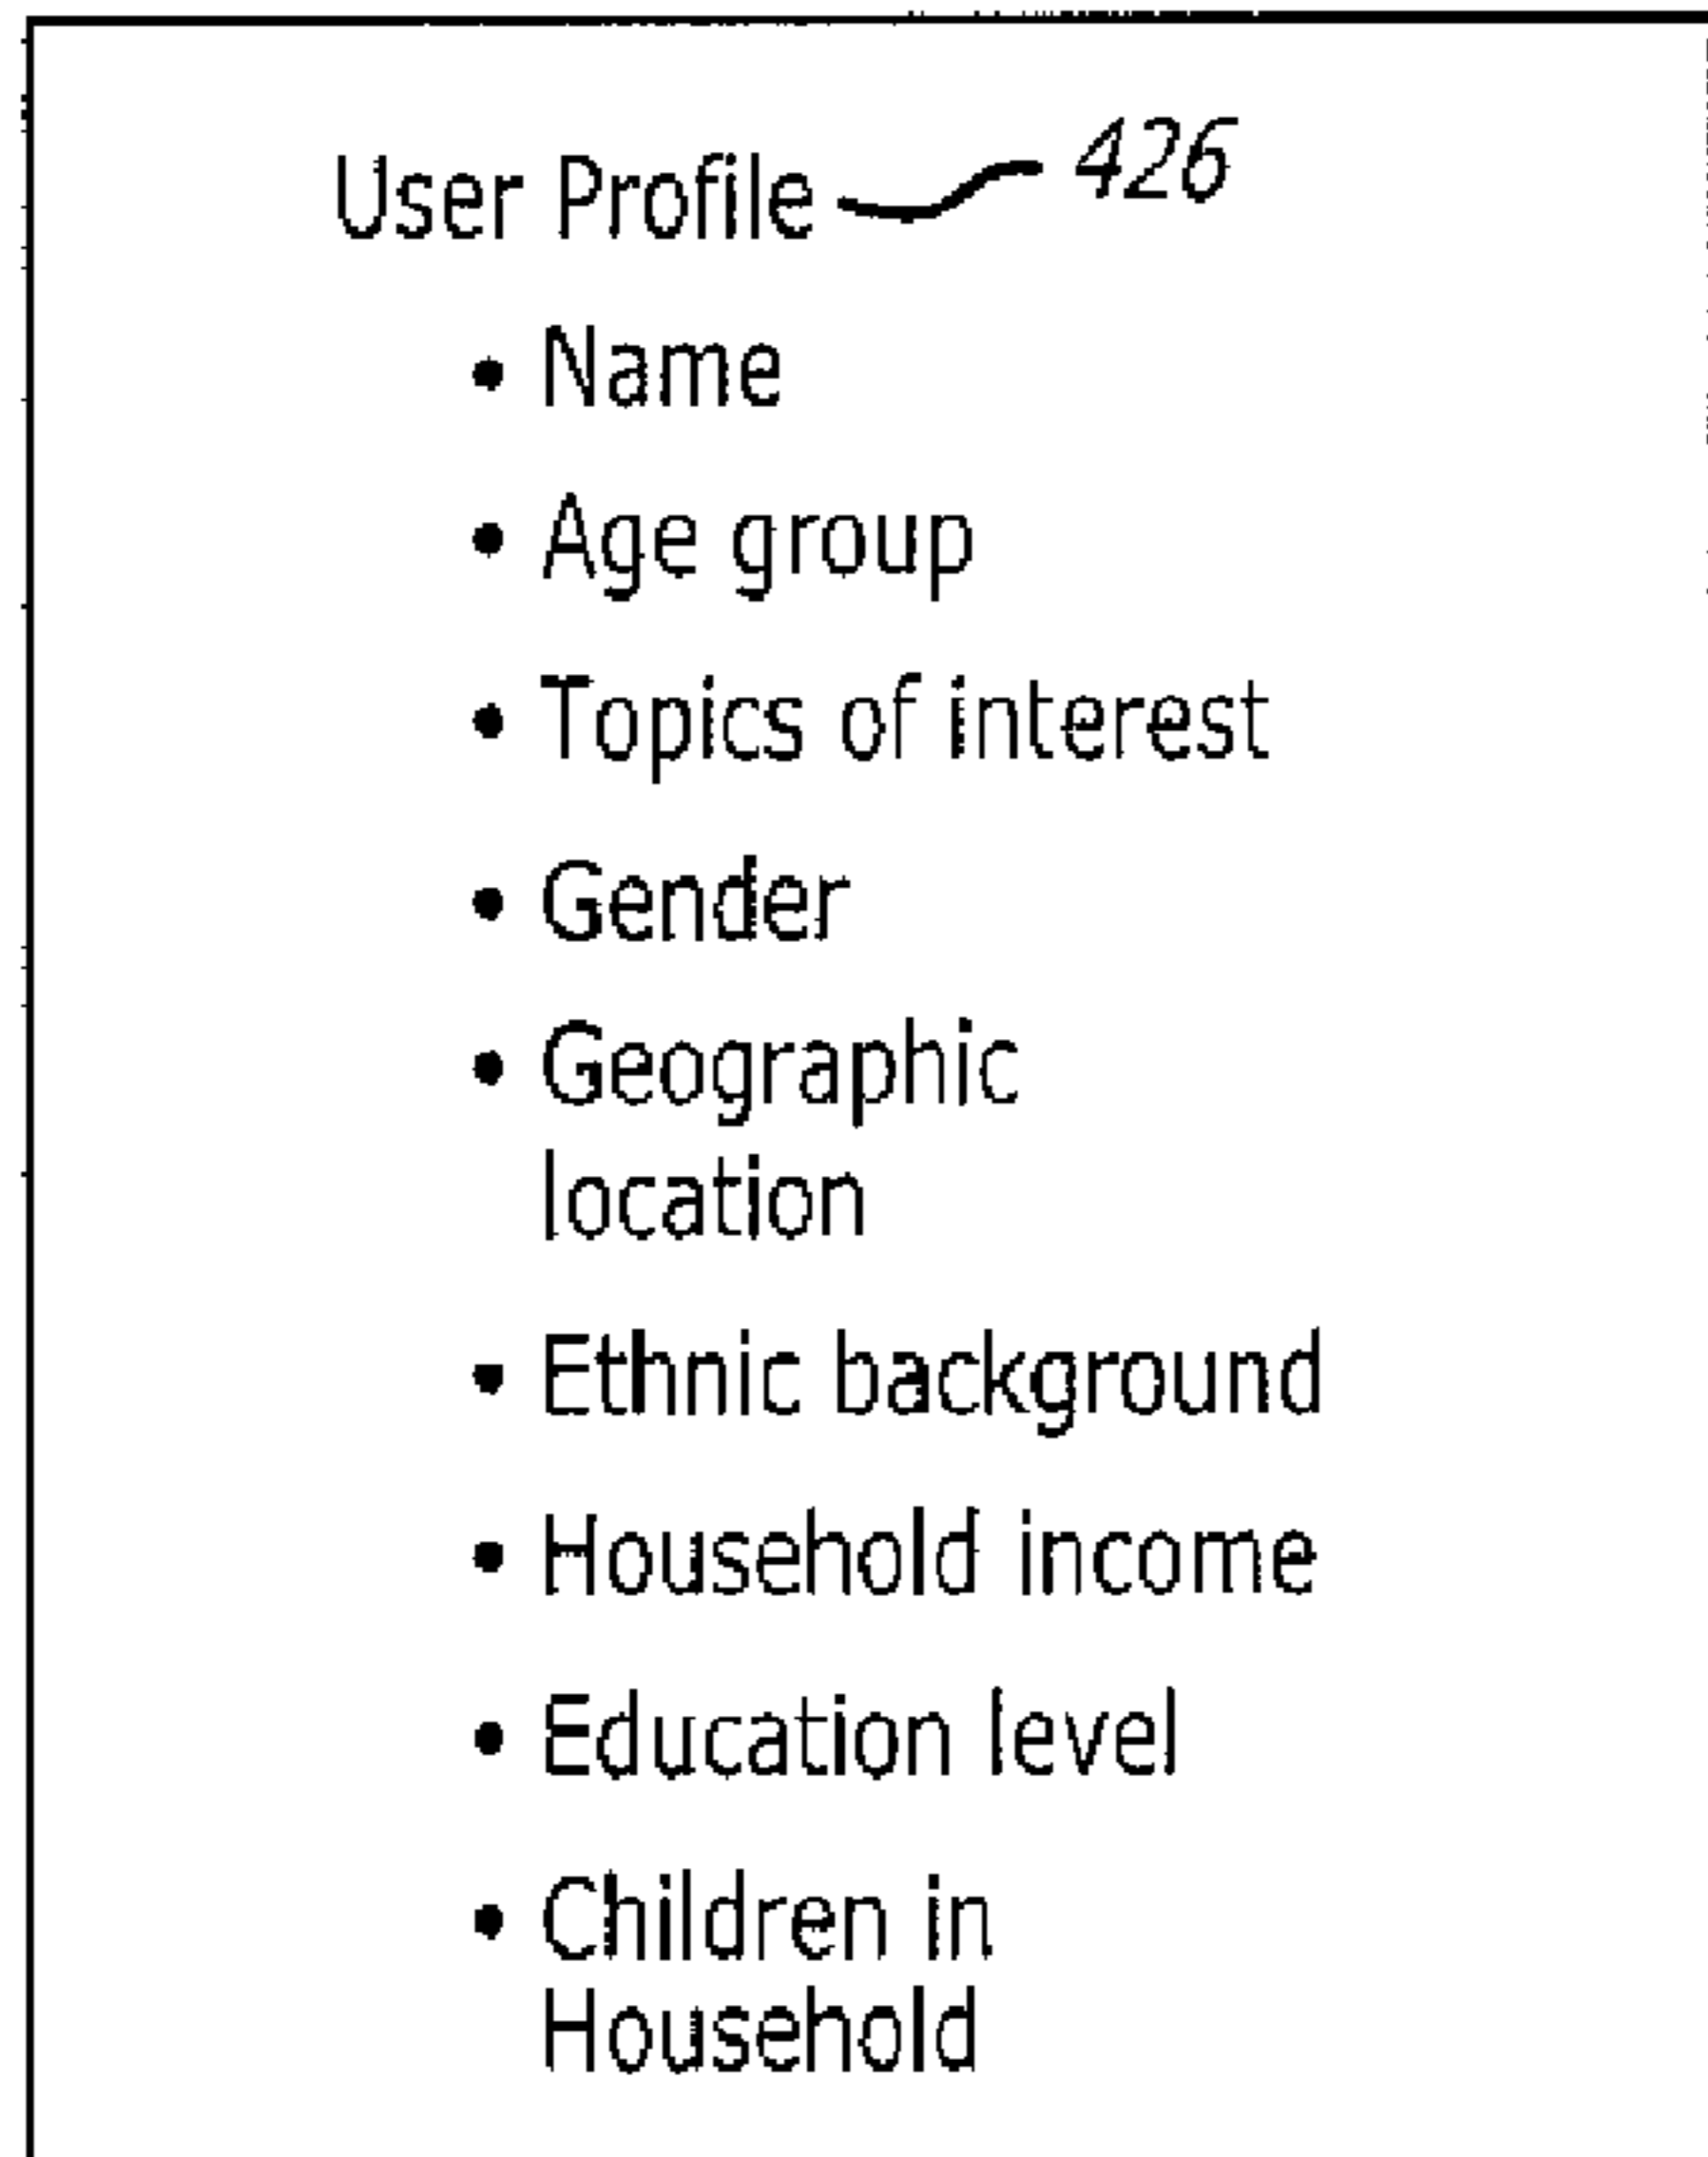 User Profile 426
• Name
• Age group
• Topics of interest
• Gender
• Geographic
location
• Ethnic background
• Household income
• Education level
• Children in
Household